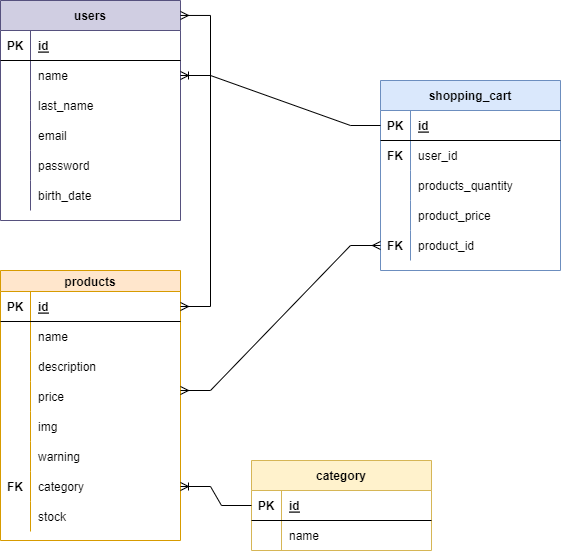 users
PK id
name
last_name
email
password
birth_date
shopping_cart
PK id
FK user_id
products_quantity
product_price
FK product_id
products
PK id
name
description
price
img
warning
FK category
stock
category
PK id
name